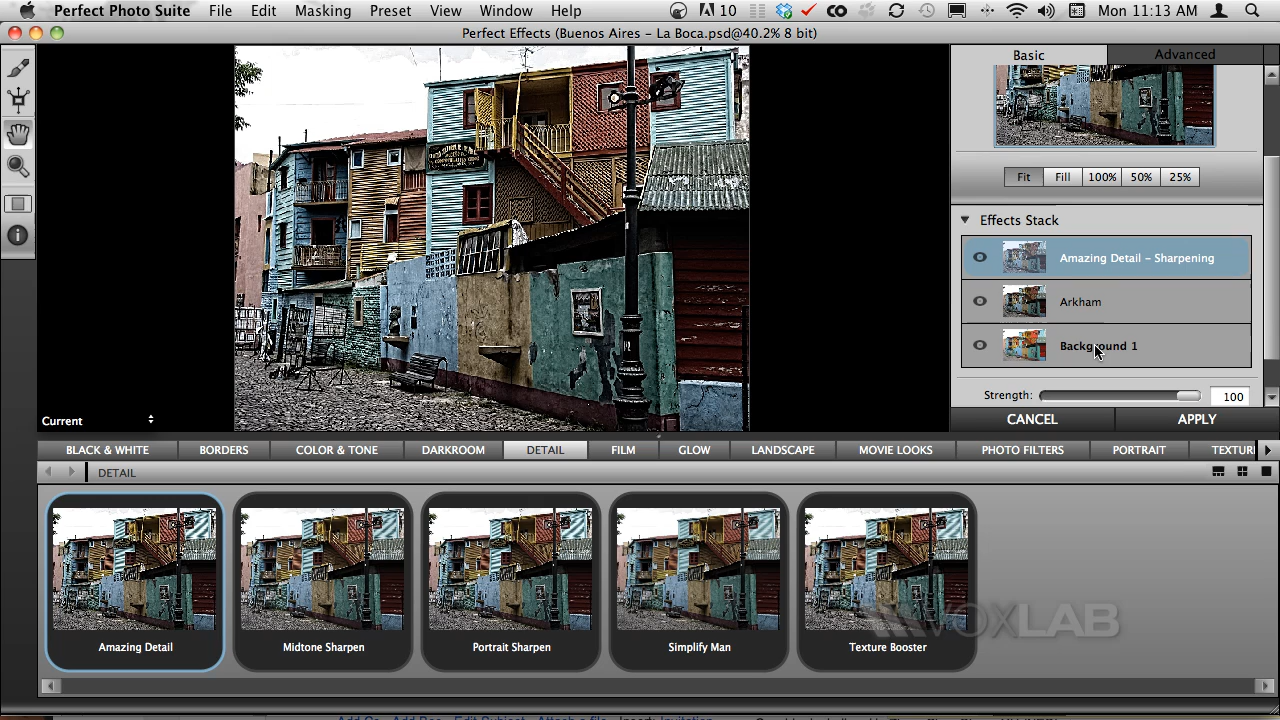 Perfect Photo Suite File Edit Masking Preset View Window Help 10 Mon 11:13 AM
Perfect Effects (Buenos Aires – La Boca.psd@40.2% 8 bit)
Basic Advanced
Fit Fill 100% 50% 25%
Effects Stack
Amazing Detail – Sharpening
Arkham
Background 1
Strength: 100
Current
CANCEL APPLY
BLACK & WHITE BORDERS COLOR & TONE DARKROOM DETAIL FILM GLOW LANDSCAPE MOVIE LOOKS PHOTO FILTERS PORTRAIT TEXTURI
DETAIL
VOXLAB
Amazing Detail Midtone Sharpen Portrait Sharpen Simplify Man Texture Booster